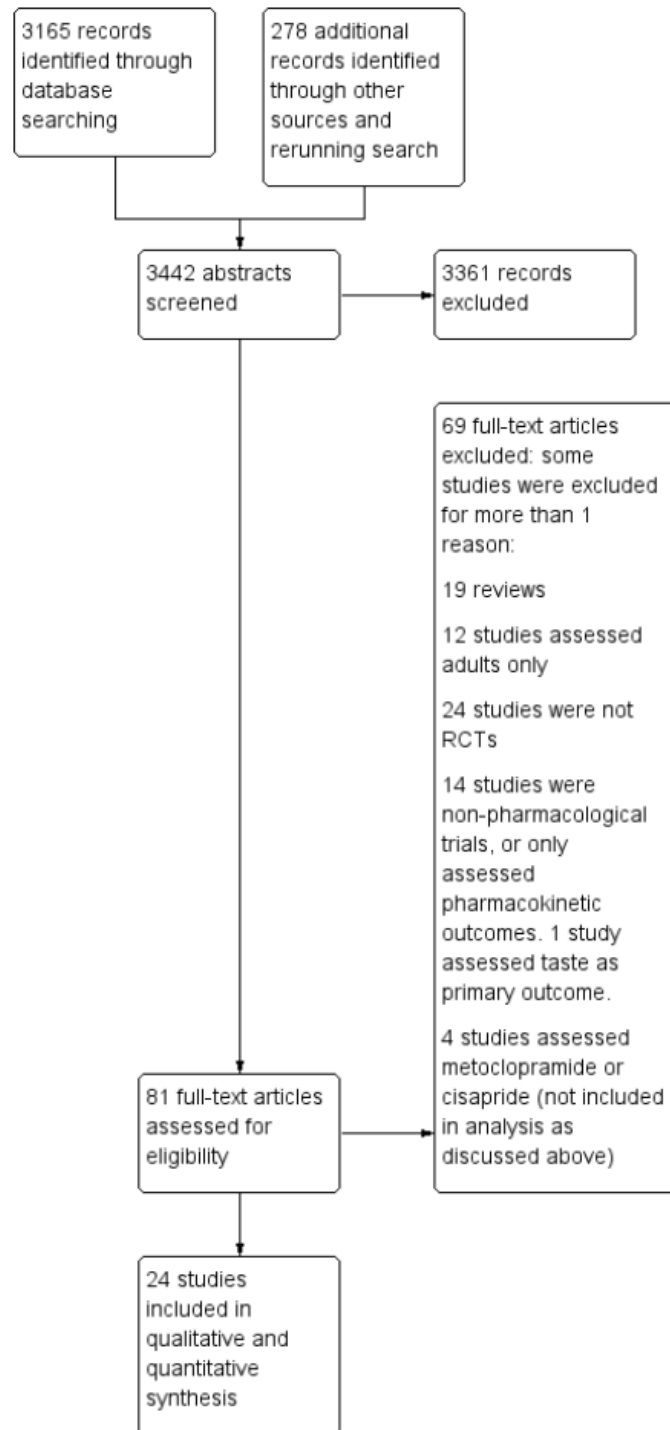 3165 records
identified through
database
searching
278 additional
records identified
through other
sources and
rerunning search
3442 abstracts
screened
3361 records
excluded
69 full-text articles
excluded: some
studies were excluded
for more than 1
reason:
19 reviews
12 studies assessed
adults only
24 studies were not
RCTs
14 studies were
non-pharmacological
trials, or only
assessed
pharmacokinetic
outcomes. 1 study
assessed taste as
primary outcome.
4 studies assessed
metoclopramide or
cisapride (not included
in analysis as
discussed above)
81 full-text articles
assessed for
eligibility
24 studies
included in
qualitative and
quantitative
synthesis